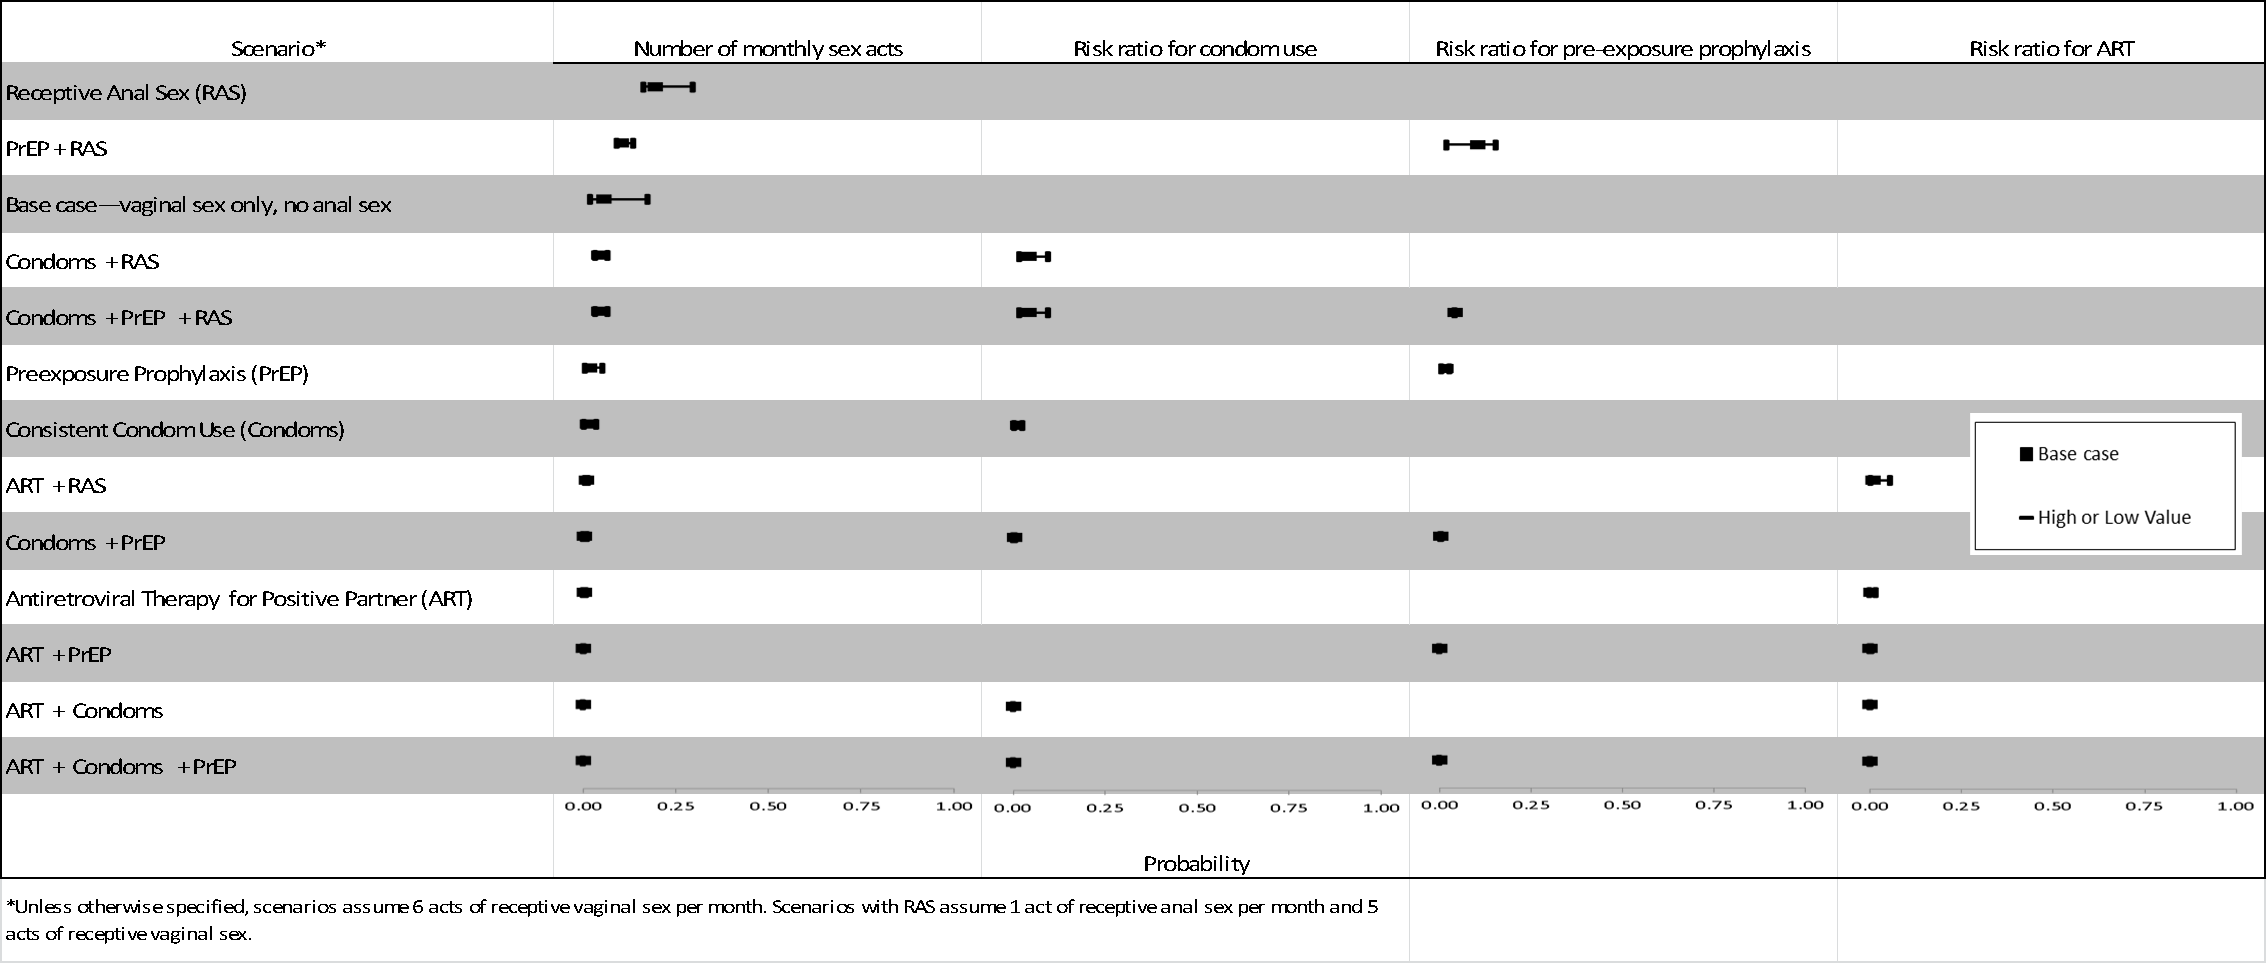 Scenario* Number of monthly sex acts Risk ratio for condom use Risk ratio for pre-exposure prophylaxis Risk ratio for ART
Receptive Anal Sex (RAS)
PrEP + RAS
Base case—vaginal sex only, no anal sex
Condoms + RAS
Condoms + PrEP + RAS
Preexposure Prophylaxis (PrEP)
Consistent Condom Use (Condoms)
Base case
ART + RAS
High or Low Value
Condoms + PrEP
Antiretroviral Therapy for Positive Partner (ART)
ART + PrEP
ART + Condoms
ART + Condoms + PrEP
0.00 0.25 0.50 0.75 1.00 0.00 0.25 0.50 0.75 1.00 0.00 0.25 0.50 0.75 1.00 0.00 0.25 0.50 0.75 1.00
Probability
*Unless otherwise specified, scenarios assume 6 acts of receptive vaginal sex per month. Scenarios with RAS assume 1 act of receptive anal sex per month and 5
acts of receptive vaginal sex.